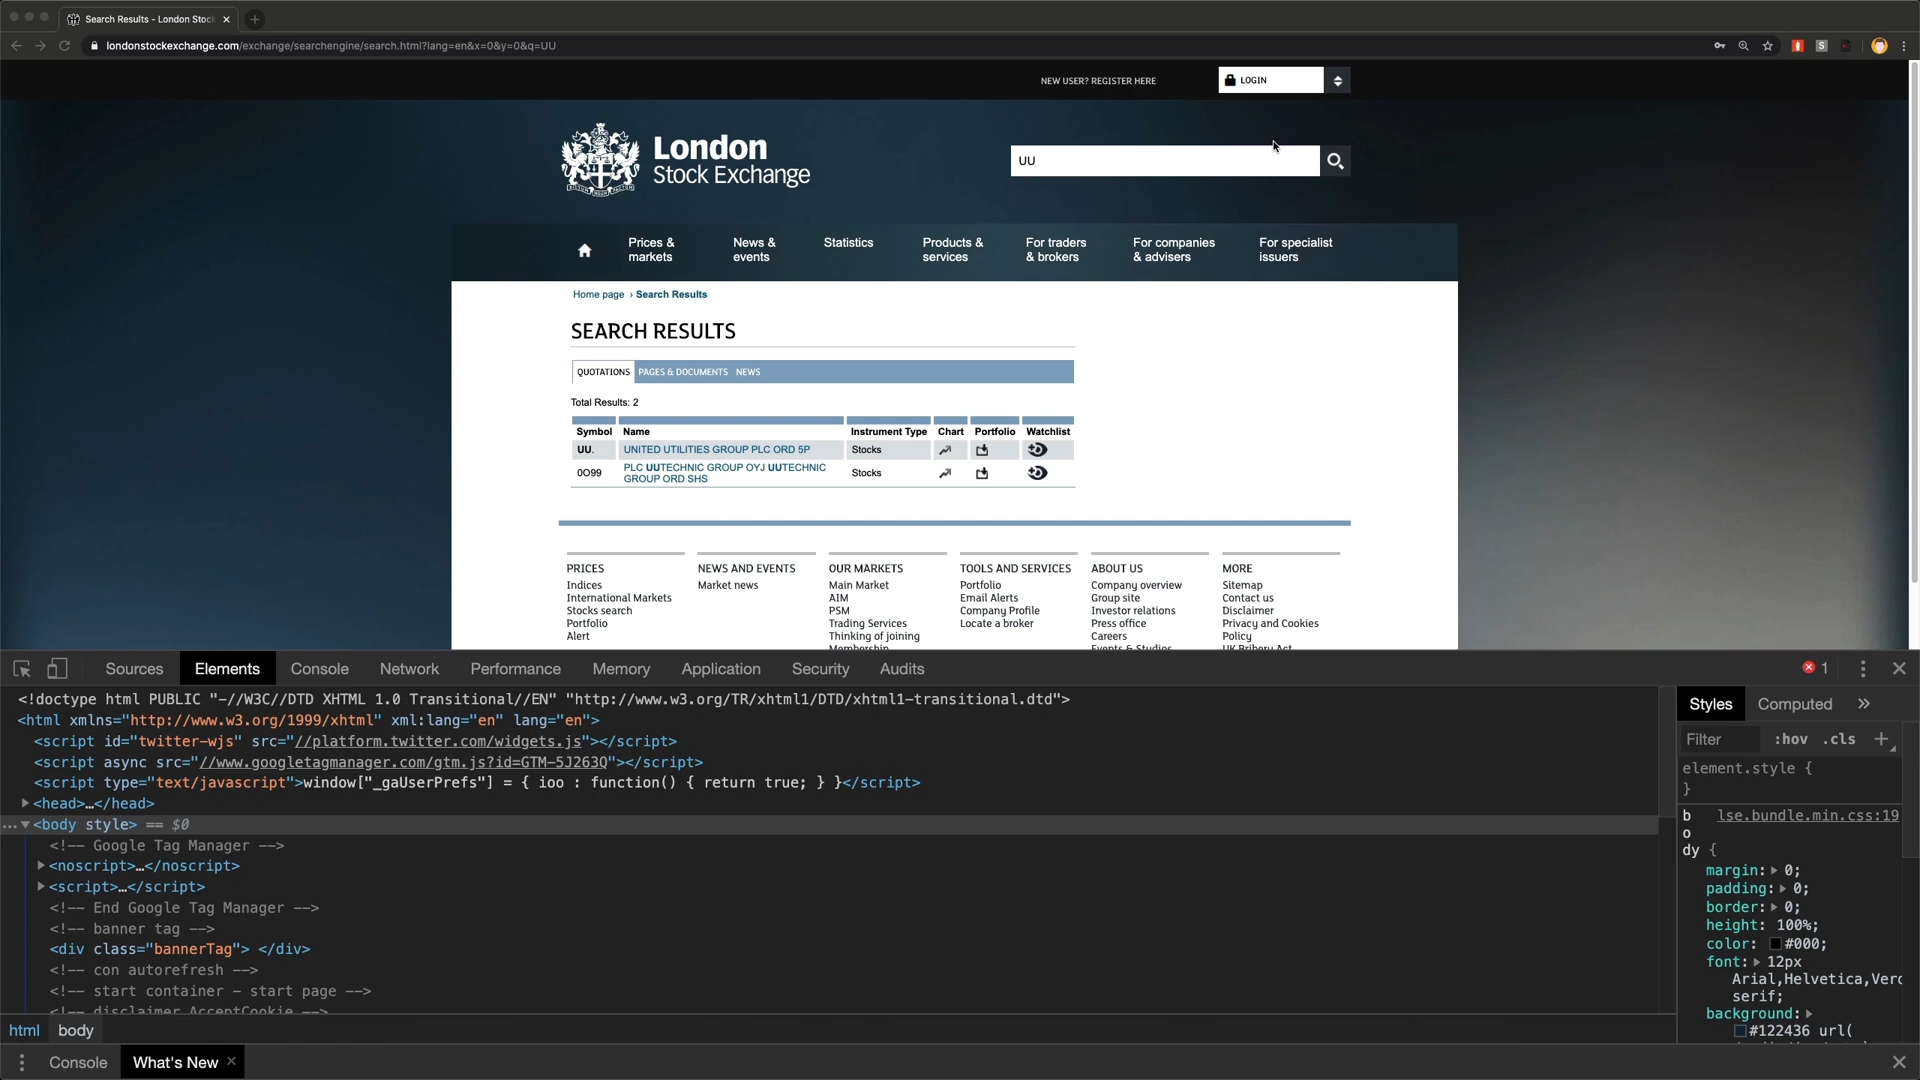 Search Results - London Stock
londonstockexchange.com/exchange/searchengine/search.html?lang=en&x=0&y=0&q=UU
NEW USER? REGISTER HERE
LOGIN
London
Stock Exchange
UU
Prices &
markets
News &
events
Statistics
Products &
services
For traders
& brokers
For companies
& advisers
For specialist
issuers
Home page › Search Results
SEARCH RESULTS
QUOTATIONS PAGES & DOCUMENTS NEWS
Total Results: 2
Symbol Name Instrument Type Chart Portfolio Watchlist
UU. UNITED UTILITIES GROUP PLC ORD 5P Stocks
0O99 PLC UUTECHNIC GROUP OYJ UUTECHNIC
GROUP ORD SHS Stocks
PRICES
Indices
International Markets
Stocks search
Portfolio
Alert
NEWS AND EVENTS
Market news
OUR MARKETS
Main Market
AIM
PSM
Trading Services
Thinking of joining
Membership
TOOLS AND SERVICES
Portfolio
Email Alerts
Company Profile
Locate a broker
ABOUT US
Company overview
Group site
Investor relations
Press office
Careers
Events & Studios
MORE
Sitemap
Contact us
Disclaimer
Privacy and Cookies
Policy
UK Bribery Act
Sources Elements Console Network Performance Memory Application Security Audits 1
<!doctype html PUBLIC "-//W3C//DTD XHTML 1.0 Transitional//EN" "http://www.w3.org/TR/xhtml1/DTD/xhtml1-transitional.dtd">
<html xmlns="http://www.w3.org/1999/xhtml" xml:lang="en" lang="en">
<script id="twitter-wjs" src="//platform.twitter.com/widgets.js"></script>
<script async src="//www.googletagmanager.com/gtm.js?id=GTM-5J263Q"></script>
<script type="text/javascript">window["_gaUserPrefs"] = { ioo : function() { return true; } }</script>
<head>…</head>
<body style> == $0
<!-- Google Tag Manager -->
<noscript>…</noscript>
<script>…</script>
<!-- End Google Tag Manager -->
<!-- banner tag -->
<div class="bannerTag"> </div>
<!-- con autorefresh -->
<!-- start container - start page -->
<!-- disclaimer AcceptCookie -->
html body
Styles Computed »
Filter :hov .cls +
element.style {
}
b lse.bundle.min.css:19
o
dy {
margin: 0;
padding: 0;
border: 0;
height: 100%;
color: #000;
font: 12px
Arial,Helvetica,Verd
serif;
background:
#122436 url(
Console What's New